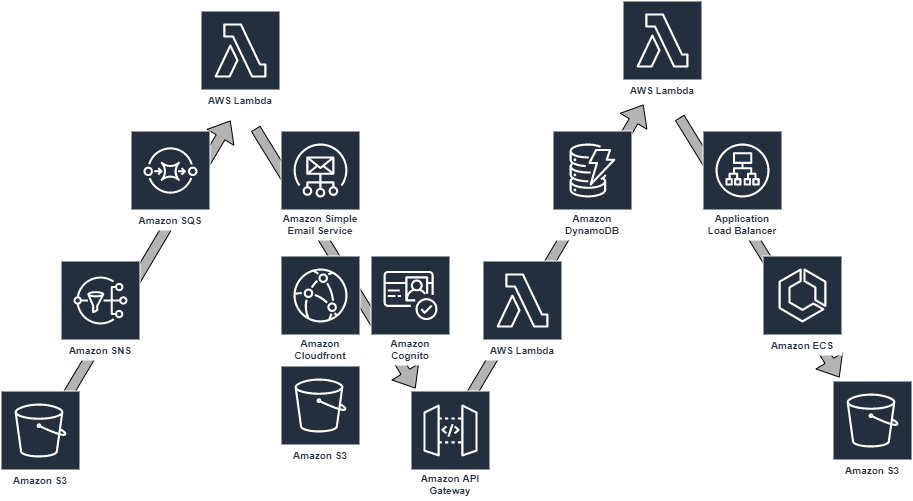 AWS Lambda
AWS Lambda
Amazon SQS
Amazon Simple
Email Service
Amazon
DynamoDB
Application
Load Balancer
Amazon SNS
Amazon
Cloudfront
Amazon
Cognito
AWS Lambda
Amazon ECS
Amazon S3
Amazon S3
</>
Amazon API
Gateway
Amazon S3